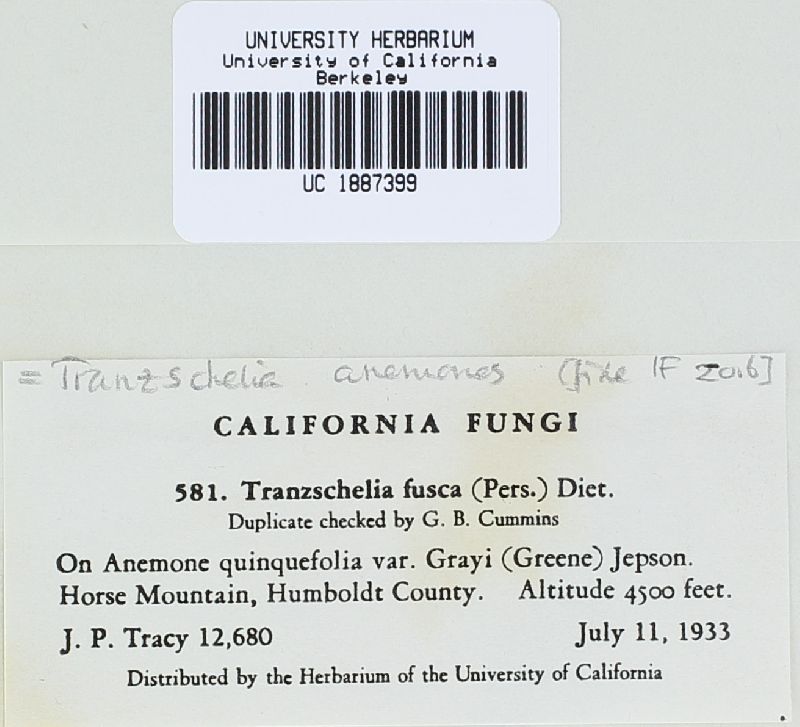 UNIVERSITY HERBARIUM
University of California
Berkeley
UC 1887399
= Tranzschelia anemones (fide IF 2016]
CALIFORNIA FUNGI
581. Tranzschelia fusca (Pers.) Diet.
Duplicate checked by G. B. Cummins
On Anemone quinquefolia var. Grayi (Greene) Jepson.
Horse Mountain, Humboldt County. Altitude 4500 feet.
J. P. Tracy 12,680 July 11, 1933
Distributed by the Herbarium of the University of California